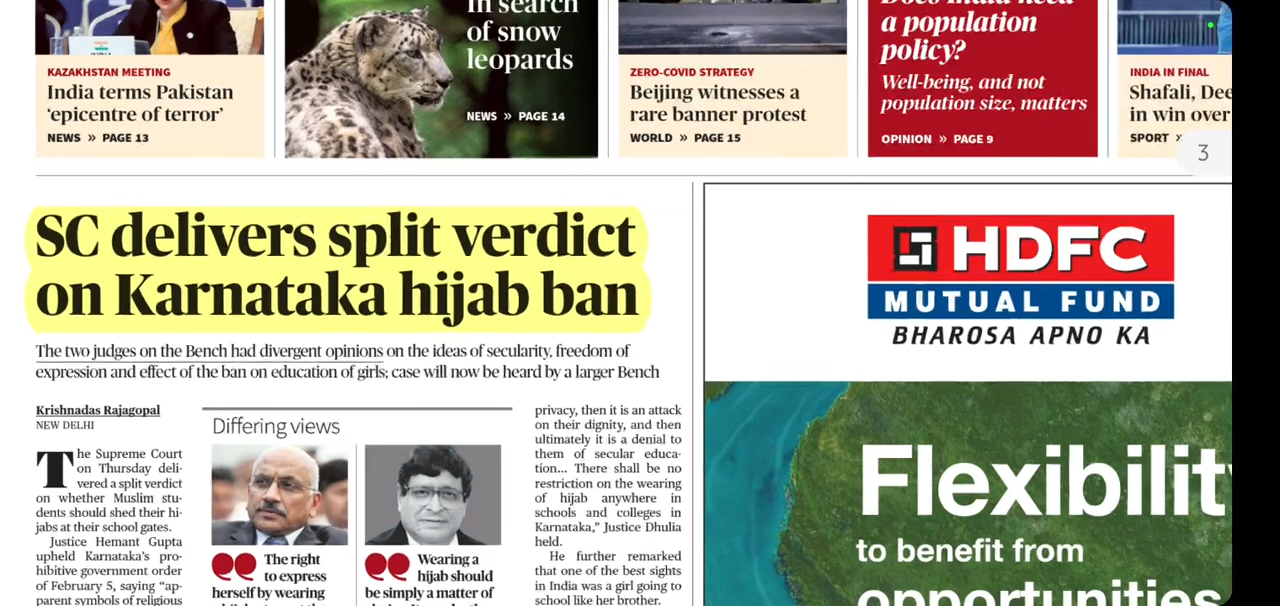 KAZAKHSTAN MEETING
India terms Pakistan
‘epicentre of terror’
NEWS » PAGE 13
In search
of snow
leopards
NEWS » PAGE 14
ZERO-COVID STRATEGY
Beijing witnesses a
rare banner protest
WORLD » PAGE 15
Does India need
a population
policy?
Well-being, and not
population size, matters
OPINION » PAGE 9
INDIA IN FINAL
Shafali, Dee
in win over
SPORT »
3
SC delivers split verdict
on Karnataka hijab ban
The two judges on the Bench had divergent opinions on the ideas of secularity, freedom of
expression and effect of the ban on education of girls; case will now be heard by a larger Bench
Krishnadas Rajagopal
NEW DELHI
The Supreme Court
on Thursday deli-
vered a split verdict
on whether Muslim stu-
dents should shed their hi-
jabs at their school gates.
Justice Hemant Gupta
upheld Karnataka’s pro-
hibitive government order
of February 5, saying “ap-
parent symbols of religious
Differing views
The right
to express
herself by wearing
Wearing a
hijab should
be simply a matter of
privacy, then it is an attack
on their dignity, and then
ultimately it is a denial to
them of secular educa-
tion... There shall be no
restriction on the wearing
of hijab anywhere in
schools and colleges in
Karnataka,” Justice Dhulia
held.
He further remarked
that one of the best sights
in India was a girl going to
school like her brother.
HDFC
MUTUAL FUND
BHAROSA APNO KA
Flexibilit
to benefit from
opportunities